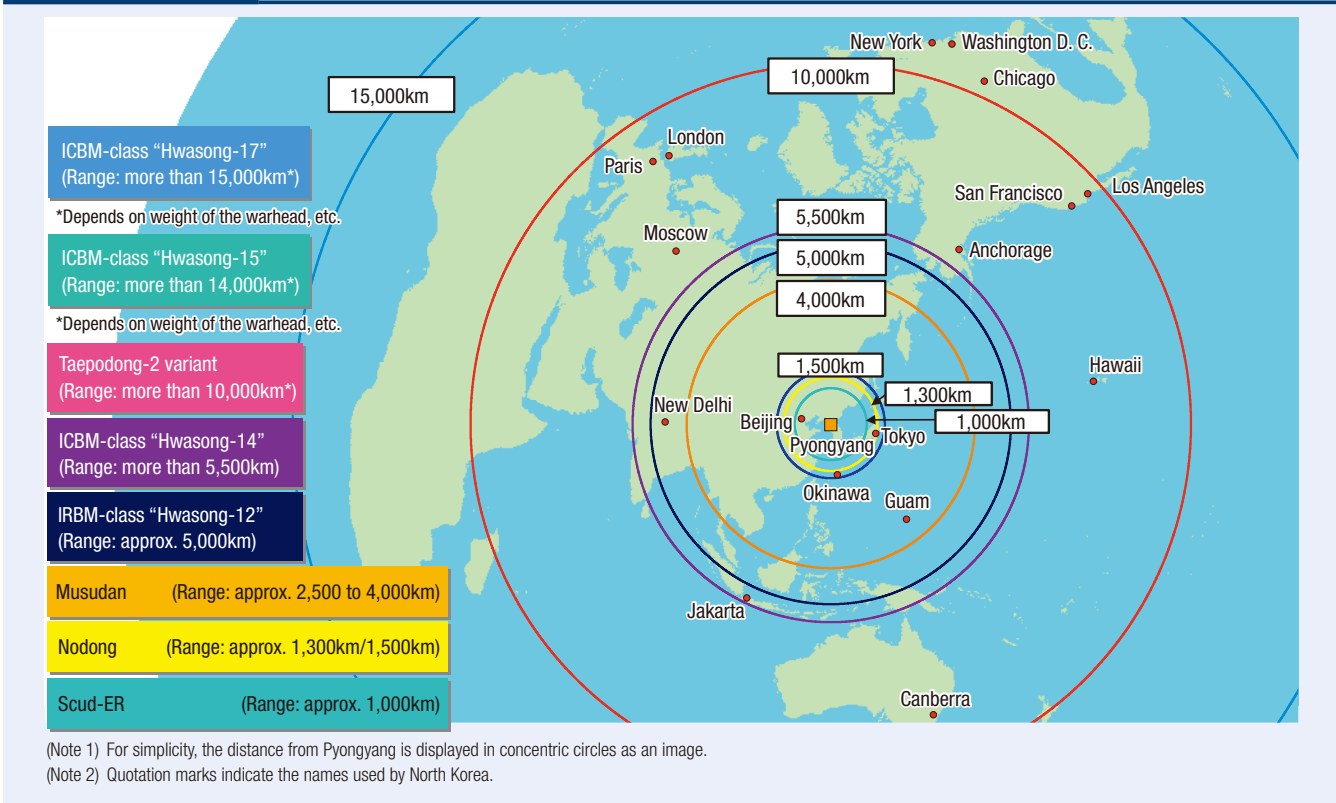 New York
Washington D. C.
10,000km
Chicago
15,000km
ICBM-class “Hwasong-17”
(Range: more than 15,000km*)
*Depends on weight of the warhead, etc.
ICBM-class “Hwasong-15”
(Range: more than 14,000km*)
*Depends on weight of the warhead, etc.
Taepodong-2 variant
(Range: more than 10,000km*)
ICBM-class “Hwasong-14”
(Range: more than 5,500km)
IRBM-class “Hwasong-12”
(Range: approx. 5,000km)
Musudan (Range: approx. 2,500 to 4,000km)
Nodong (Range: approx. 1,300km/1,500km)
Scud-ER (Range: approx. 1,000km)
London
Paris
San Francisco
Los Angeles
5,500km
Moscow
Anchorage
5,000km
4,000km
1,500km
Hawaii
1,300km
New Delhi
Beijing
1,000km
Pyongyang
Tokyo
Okinawa
Guam
Jakarta
Canberra
(Note 1) For simplicity, the distance from Pyongyang is displayed in concentric circles as an image.
(Note 2) Quotation marks indicate the names used by North Korea.